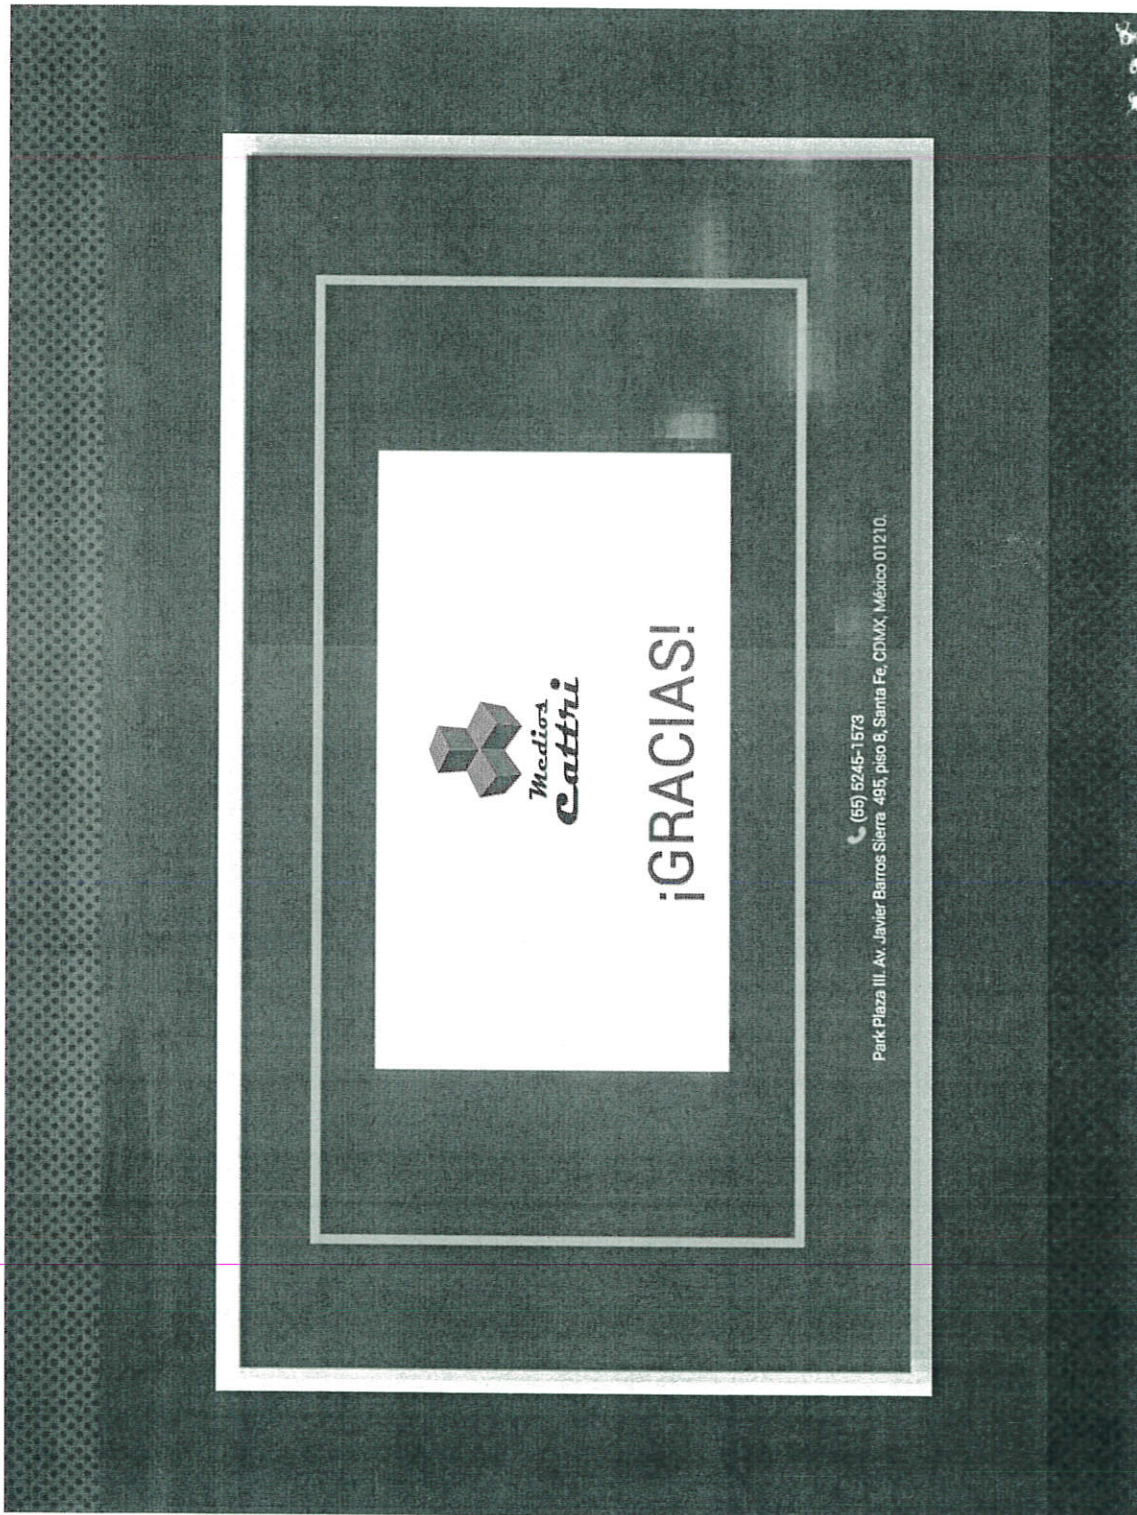 Medios
Cattri
¡GRACIAS!
(55) 5245-1573
Park Plaza III. Av. Javier Barros Sierra 495, piso 8, Santa Fe, CDMX, México 01210.